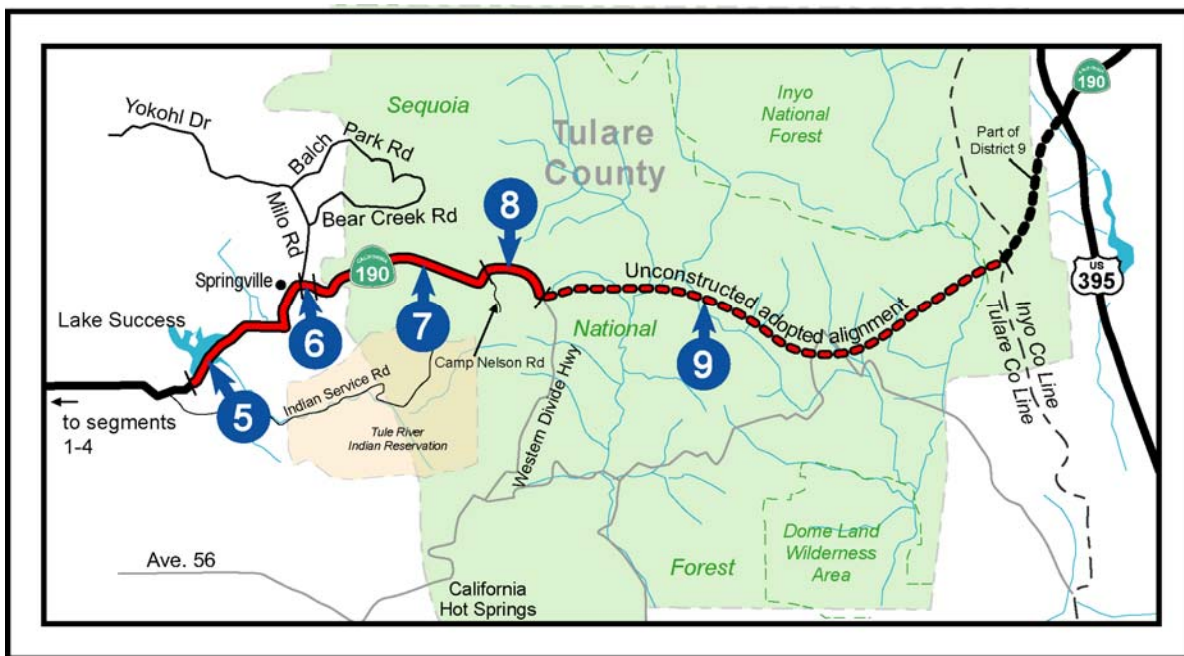 Yokohl Dr
Balch
Park Rd
Milo Rd
Bear Creek Rd
Sequoia
Tulare
County
Inyo
National
Forest
Part of
District 9
CALIFORNIA
190
8
Springville
CALIFORNIA
190
Unconstructed adopted alignment
US
395
Lake Success
6
7
National
Camp Nelson Rd
9
Inyo Co Line
Tulare Co Line
5
Indian Service Rd
to segments
1-4
Tule River
Indian Reservation
Western Divide Hwy
Dome Land
Wilderness
Area
Ave. 56
Forest
California
Hot Springs